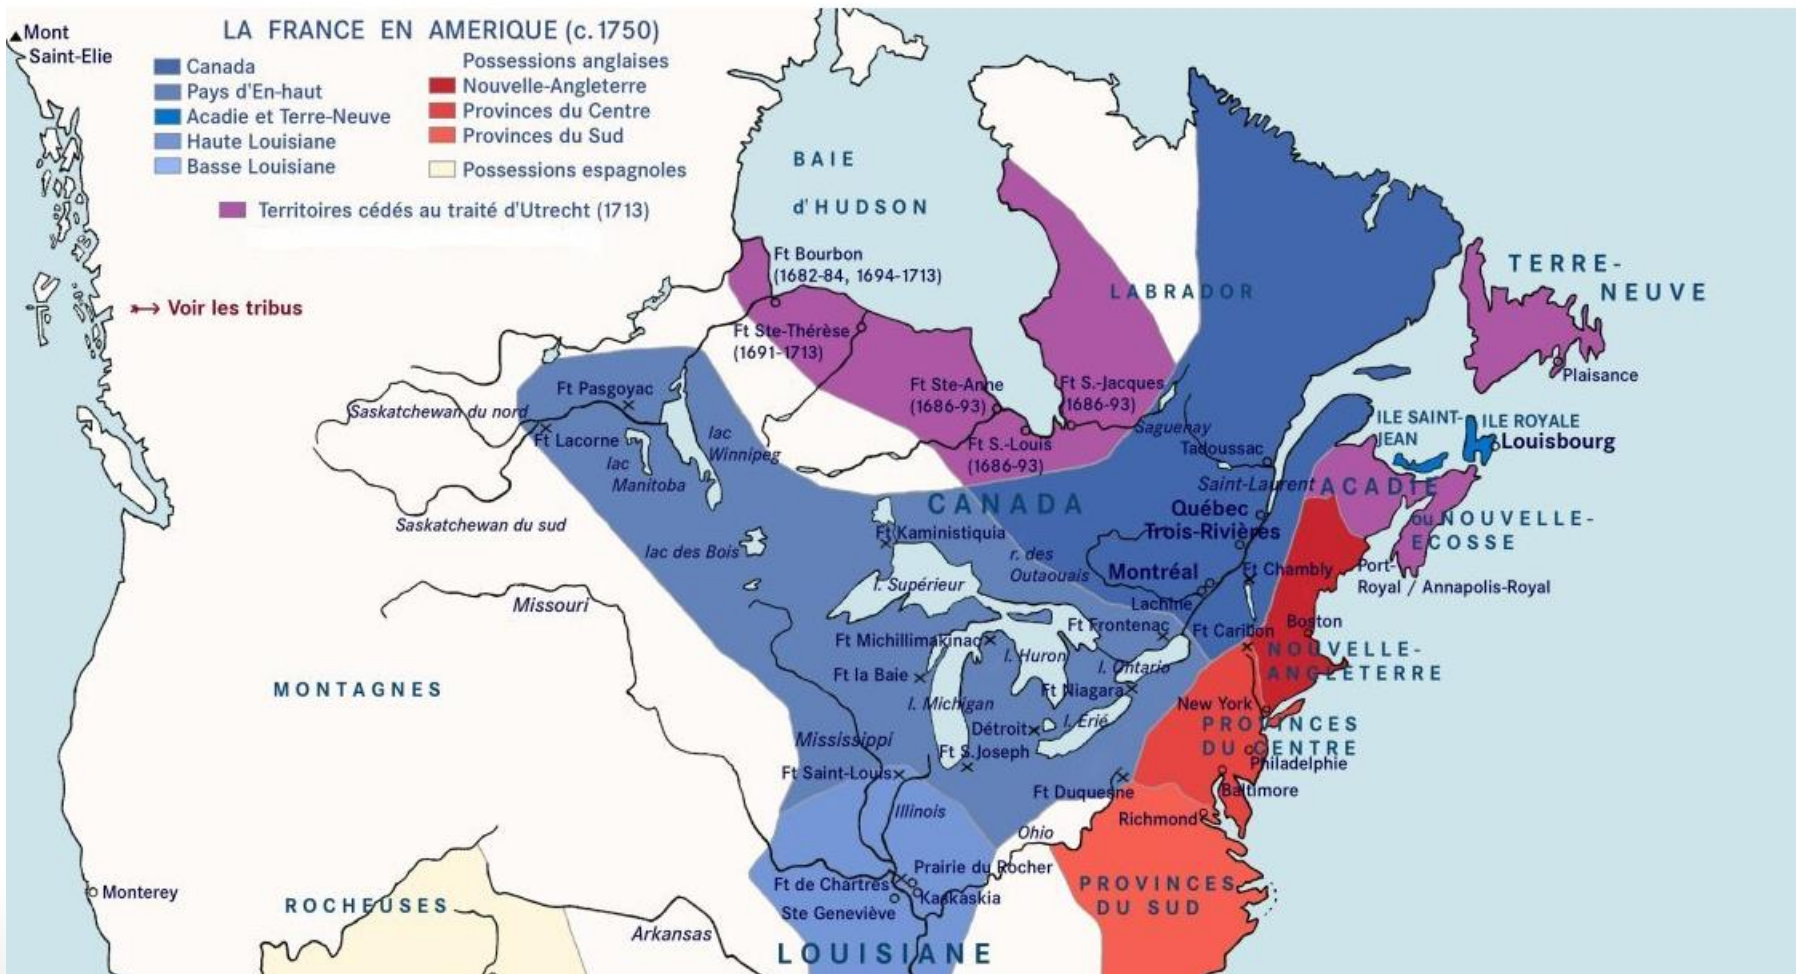 Mont
Saint-Elie
LA FRANCE EN AMERIQUE (c. 1750)
Canada
Pays d'En-haut
Acadie et Terre-Neuve
Haute Louisiane
Basse Louisiane
Possessions anglaises
Nouvelle-Angleterre
Provinces du Centre
Provinces du Sud
Possessions espagnoles
Territoires cédés au traité d'Utrecht (1713)
Voir les tribus
BAIE
d'HUDSON
Ft Bourbon
(1682-84, 1694-1713)
LABRADOR
TERRE-
NEUVE
Ft Ste-Thérèse
(1691-1713)
Plaisance
Ft Ste-Anne
(1686-93)
Ft S.-Jacques
(1686-93)
Ft Pasgoyac
Saskatchewan du nord
Ft Lacorne
lac
Winnipeg
lac
Manitoba
Saskatchewan du sud
Ft S.-Louis
(1686-93)
Saguenay
Tadoussac
ILE SAINT-
JEAN
ILE ROYALE
Louisbourg
Saint-Laurent
ACADIE
ou NOUVELLE-
ECOSSE
CANADA
Québec
Trois-Rivières
Ft Kaministiquia
lac des Bois
r. des
Outaouais
Montréal
Ft Chambly
Port-
Royal / Annapolis-Royal
l. Supérieur
Lachine
Missouri
Ft Frontenac
Ft Carillon
Boston
Ft Michillimakinac
l. Huron
NOUVELLE-
ANGLETERRE
l. Ontario
Ft la Baie
Ft Niagara
MONTAGNES
l. Michigan
New York
Détroit
l. Érié
PROVINCES
DU CENTRE
Mississippi
Ft S.Joseph
Philadelphie
Ft Saint-Louis
Ft Duquesne
Baltimore
Illinois
Richmond
Ohio
Prairie du Rocher
Ft de Chartres
Kaskaskia
Ste Geneviève
PROVINCES
DU SUD
Monterey
ROCHEUSES
Arkansas
LOUISIANE